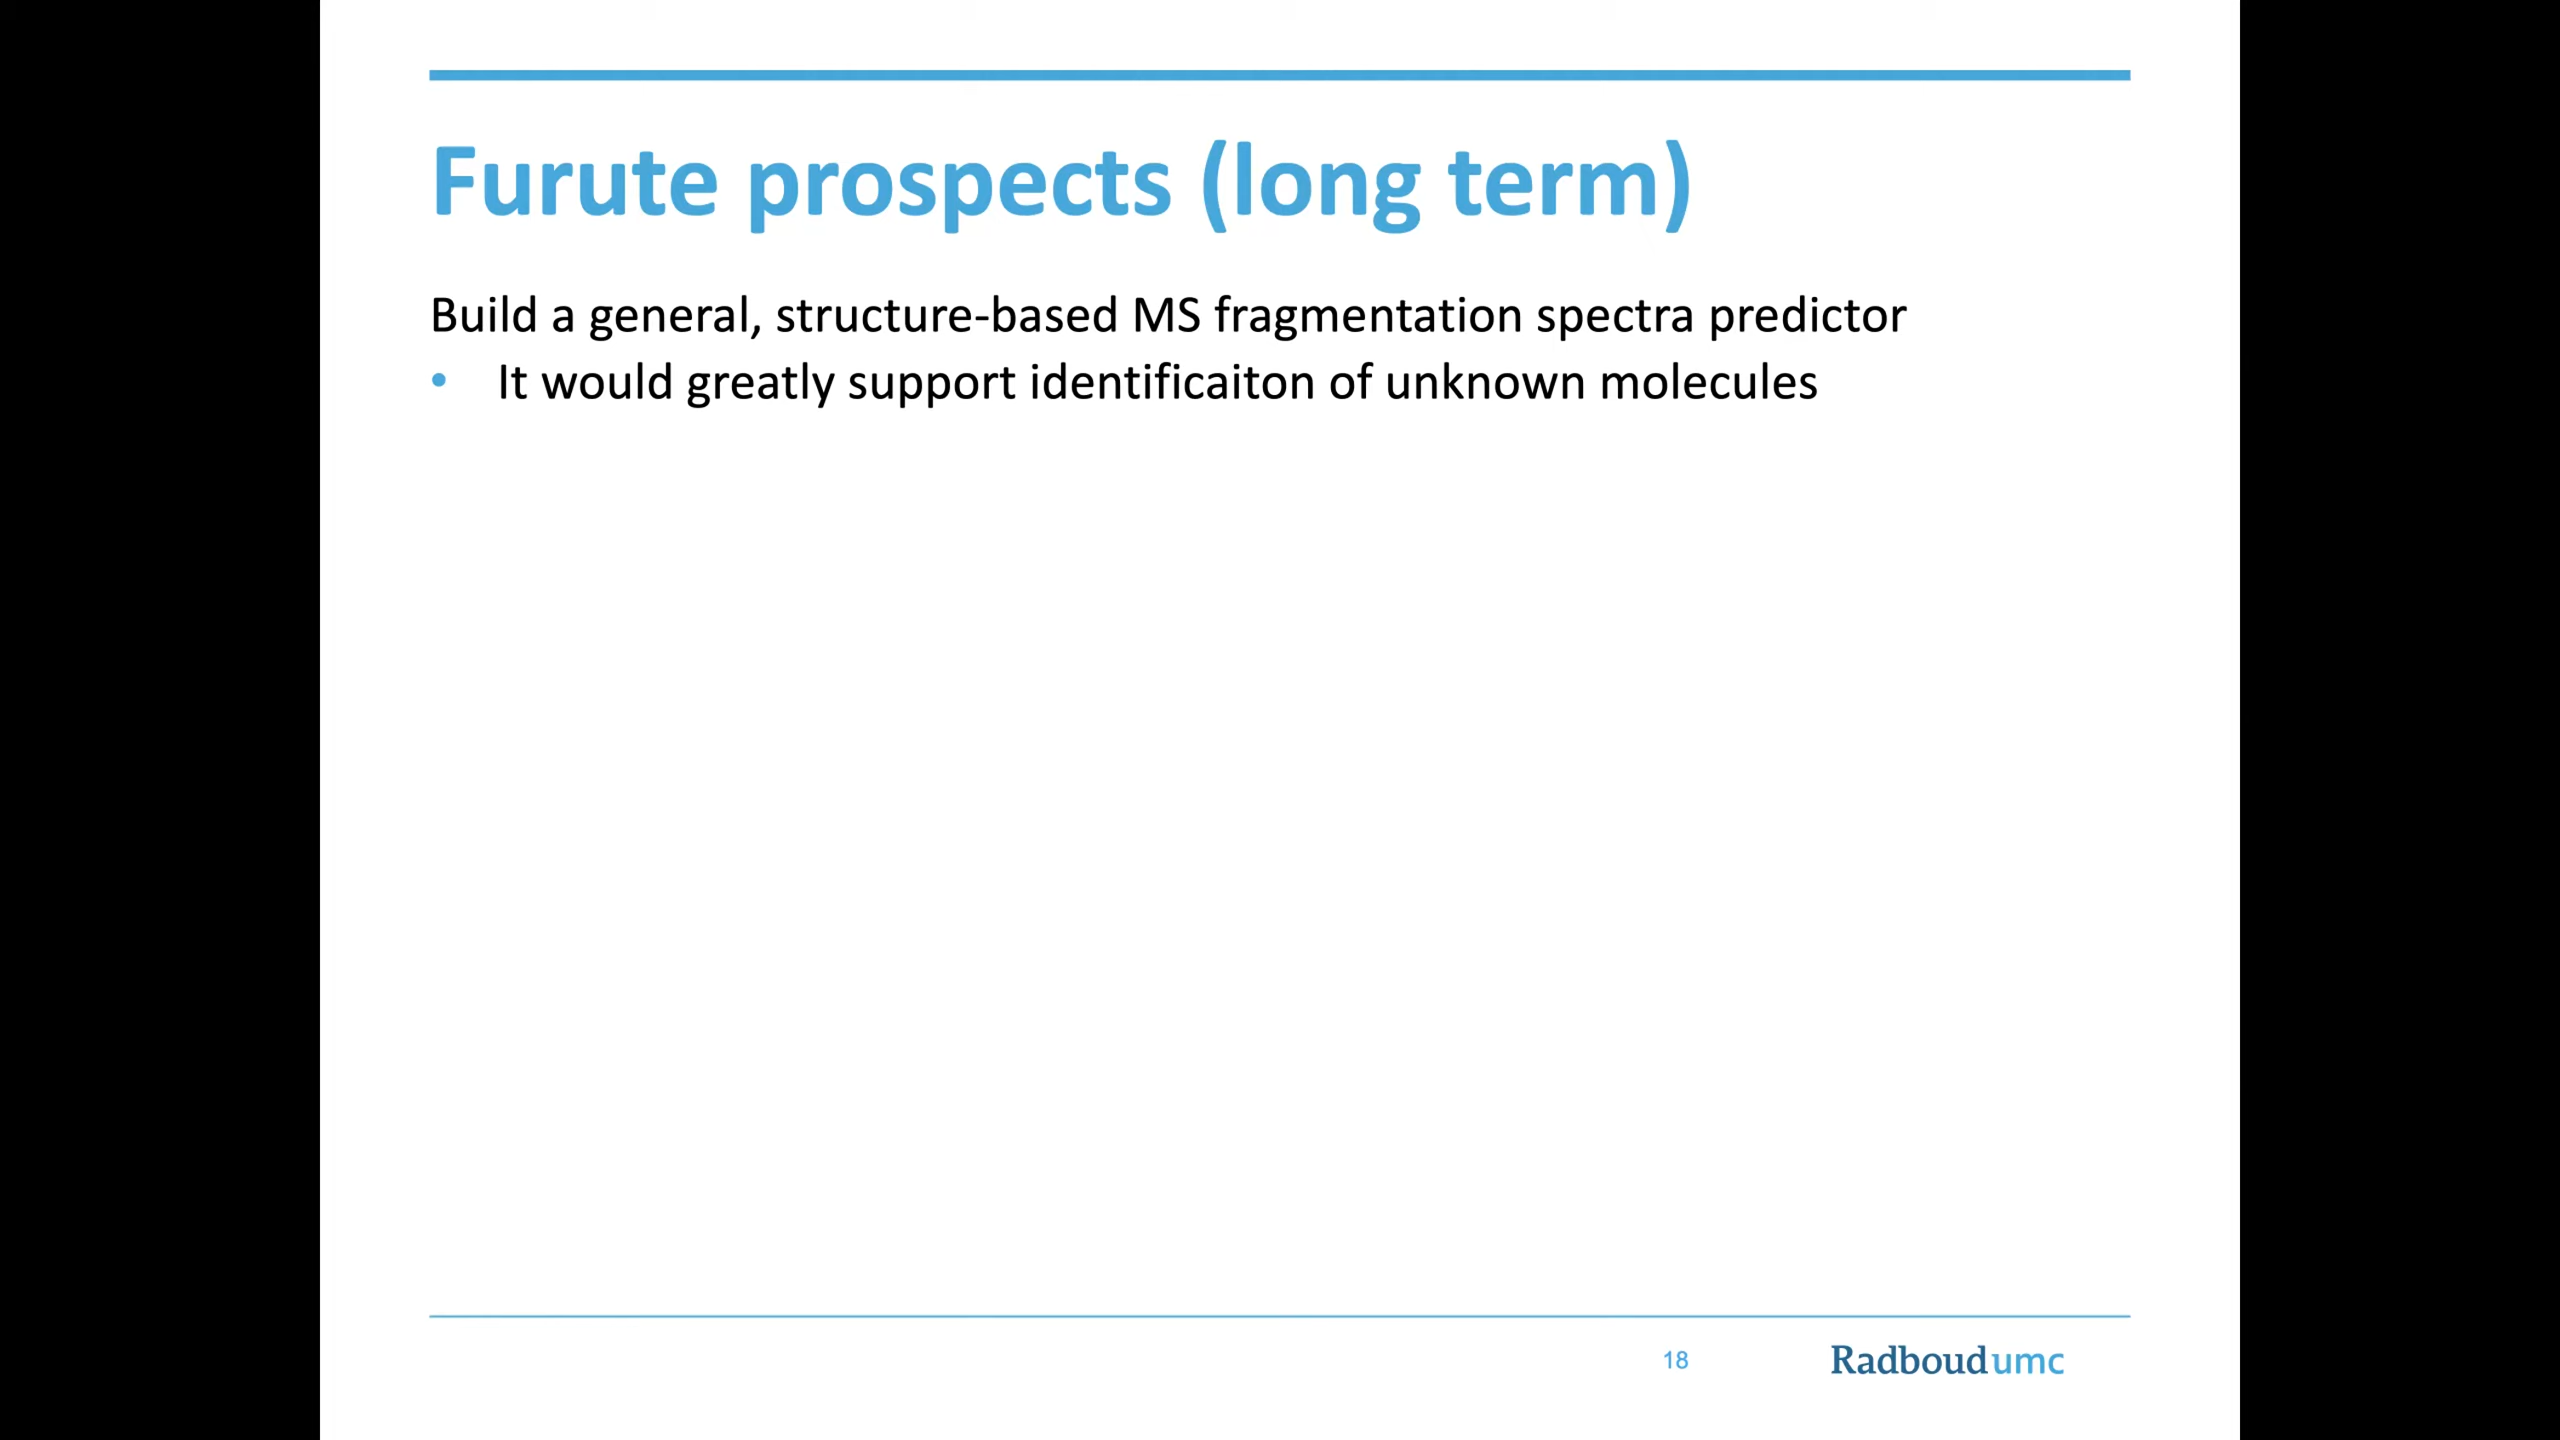 Furute prospects (long term)
Build a general, structure-based MS fragmentation spectra predictor
• It would greatly support identificaiton of unknown molecules
18
Radboudumc